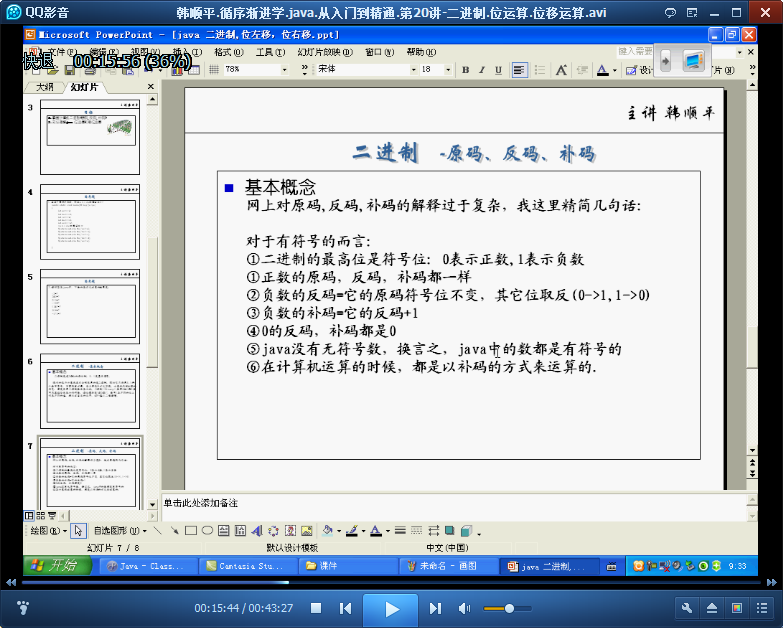 QQ影音
韩顺平.循序渐进学.java.从入门到精通.第20讲-二进制.位运算.位移运算.avi
Microsoft PowerPoint - [java 二进制,位左移, 位右移.ppt]
文件(F) 编辑(E) 视图(V) 插入(I) 格式(O) 工具(T) 幻灯片放映(D) 窗口(W) 帮助(H)
键入需要
快退 00:15:56(36%)
78%
宋体
18
B I U
大纲 幻灯片
3
4
5
6
7
主讲 韩顺平
二进制 -原码、反码、补码
■ 基本概念
网上对原码,反码,补码的解释过于复杂，我这里精简几句话:
对于有符号的而言:
①二进制的最高位是符号位: 0表示正数,1表示负数
①正数的原码，反码，补码都一样
②负数的反码=它的原码符号位不变，其它位取反(0->1,1->0)
③负数的补码=它的反码+1
④0的反码，补码都是0
⑤java没有无符号数，换言之，java中的数都是有符号的
⑥在计算机运算的时候，都是以补码的方式来运算的.
单击此处添加备注
绘图(R) 自选图形(U)
幻灯片 7 / 8
默认设计模板
中文(中国)
开始
Java - Class...
Camtasia Stu...
课件
未命名 - 画图
java 二进制,...
9:33
00:15:44 / 00:43:27